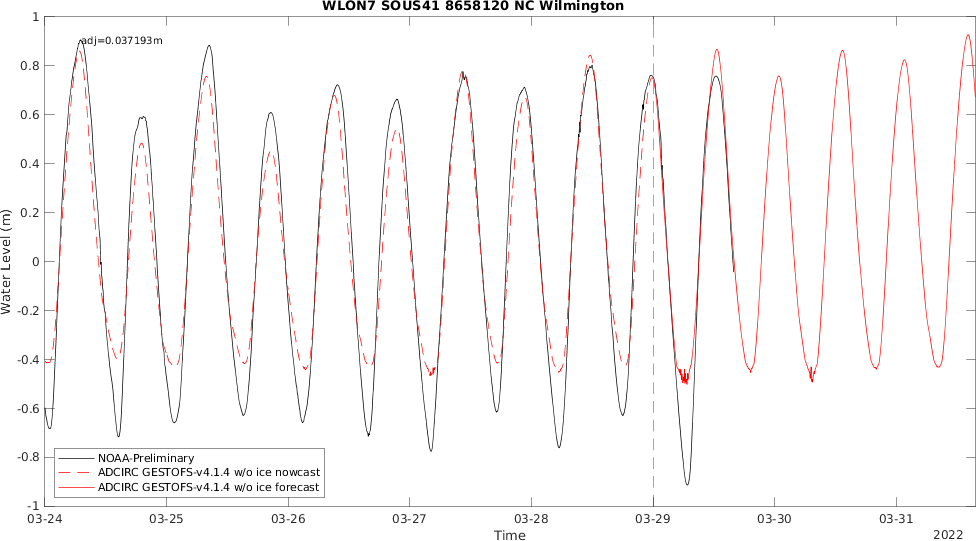 WLON7 SOUS41 8658120 NC Wilmington
adj=0.037193m
1
0.8
0.6
0.4
0.2
0
-0.2
-0.4
-0.6
-0.8
-1
Water Level (m)
NOAA-Preliminary
ADCIRC GESTOFS-v4.1.4 w/o ice nowcast
ADCIRC GESTOFS-v4.1.4 w/o ice forecast
03-24 03-25 03-26 03-27 03-28 03-29 03-30 03-31
Time
2022